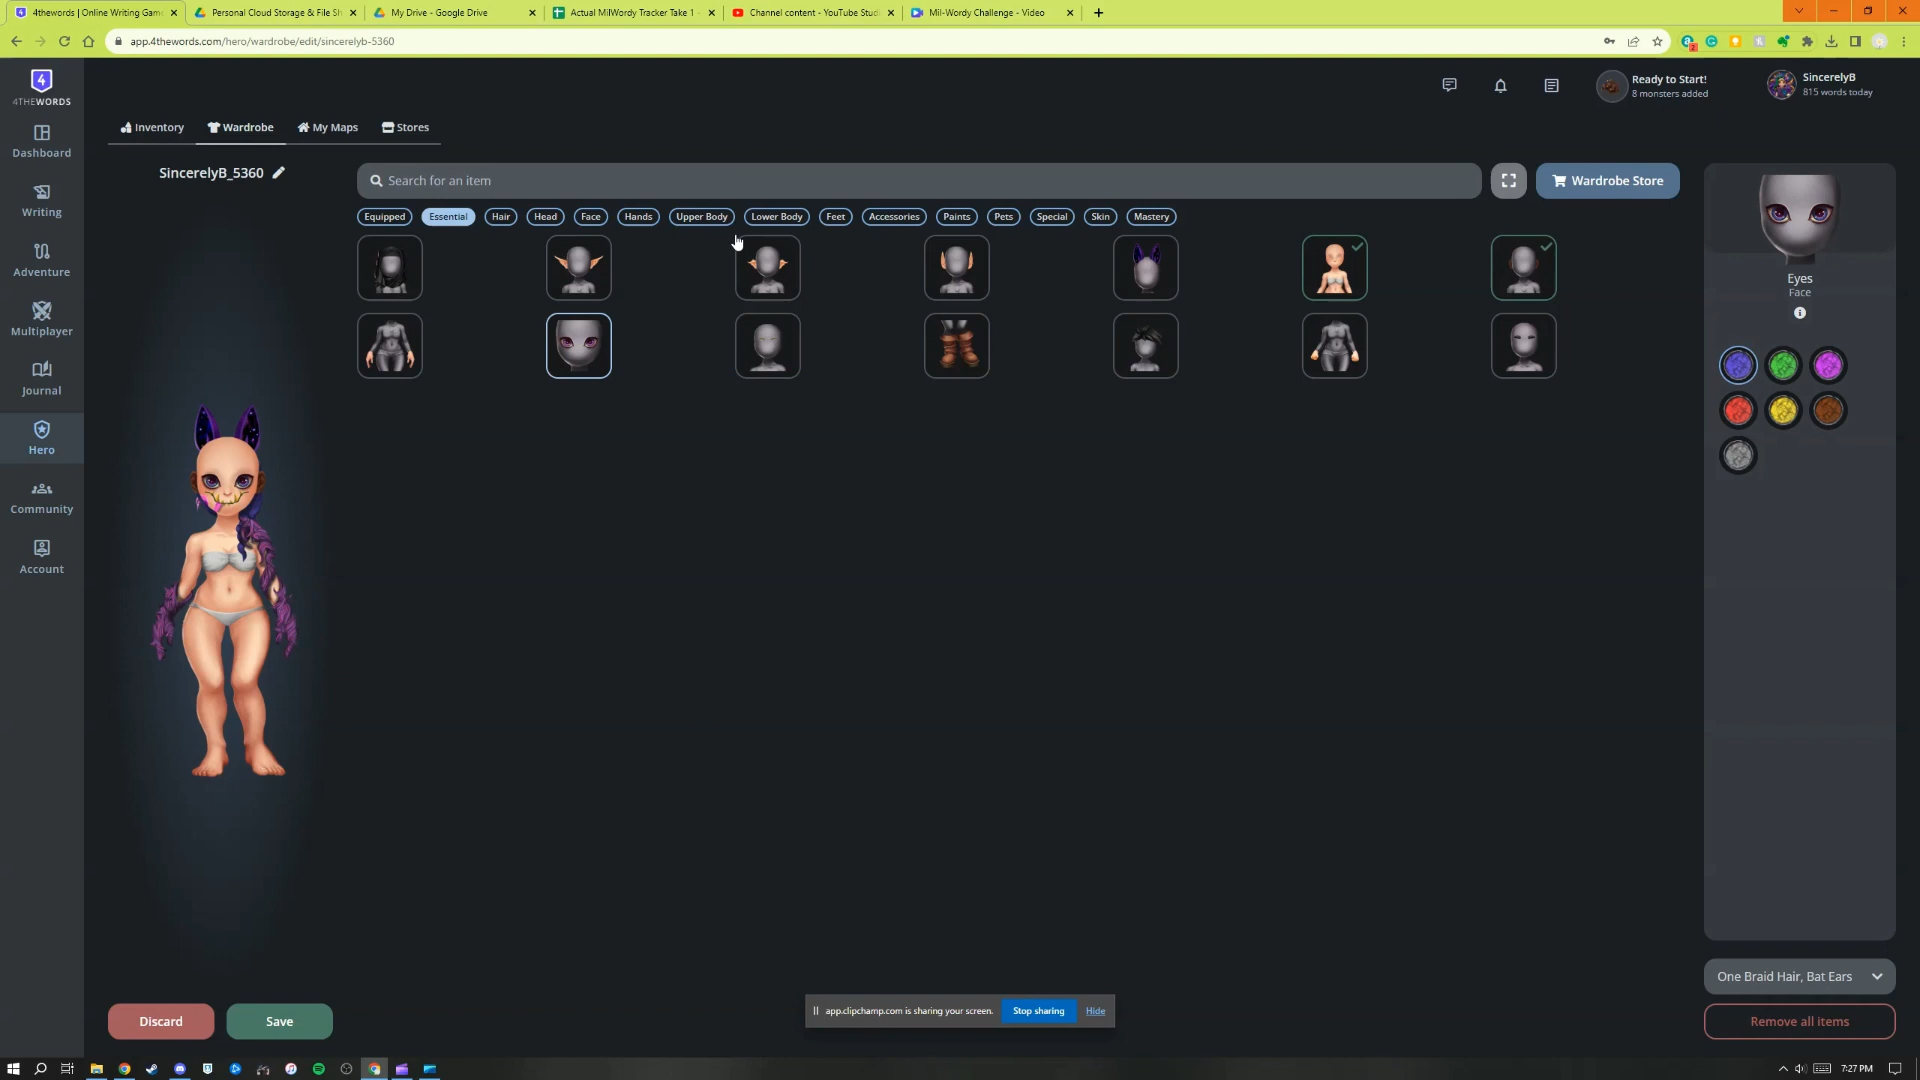 4thewords | Online Writing Gam
Personal Cloud Storage & File Sh
My Drive - Google Drive
Actual MilWordy Tracker Take 1 -
Channel content - YouTube Studi
Mil-Wordy Challenge - Video
app.4thewords.com/hero/wardrobe/edit/sincerelyb-5360
4
4THEWORDS
Ready to Start!
8 monsters added
SincerelyB
815 words today
Inventory
Wardrobe
My Maps
Stores
Dashboard
Writing
Adventure
Multiplayer
Journal
Hero
Community
Account
SincerelyB_5360
Search for an item
Wardrobe Store
Equipped
Essential
Hair
Head
Face
Hands
Upper Body
Lower Body
Feet
Accessories
Paints
Pets
Special
Skin
Mastery
Eyes
Face
One Braid Hair, Bat Ears
Remove all items
Discard
Save
app.clipchamp.com is sharing your screen.
Stop sharing
Hide
7:27 PM